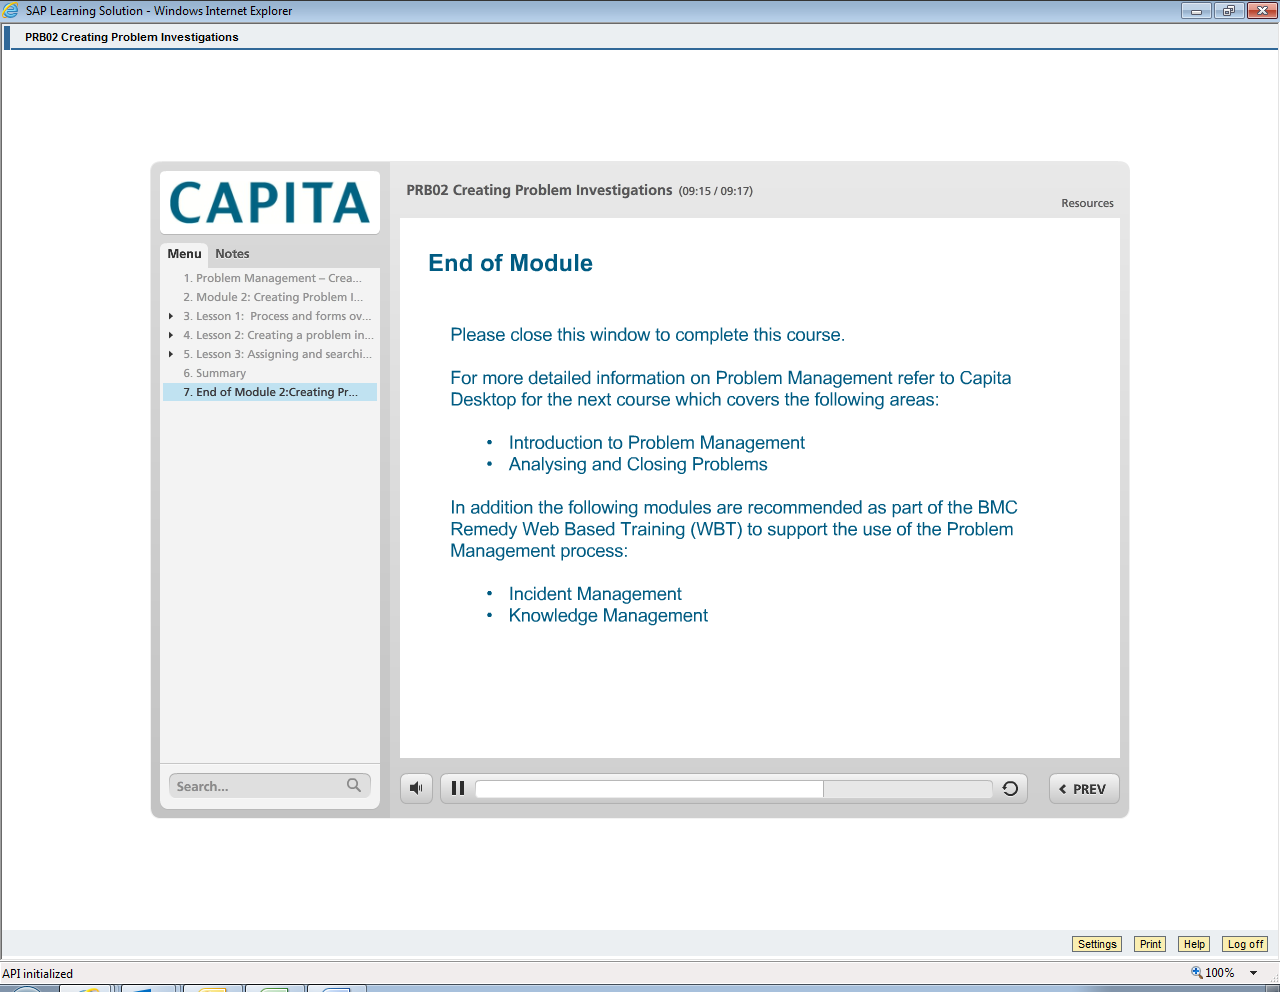 SAP Learning Solution - Windows Internet Explorer
PRB02 Creating Problem Investigations
CAPITA
PRB02 Creating Problem Investigations (09:15 / 09:17)
Resources
Menu Notes
1. Problem Management – Crea...
2. Module 2: Creating Problem I...
3. Lesson 1: Process and forms ov...
4. Lesson 2: Creating a problem in...
5. Lesson 3: Assigning and searchi...
6. Summary
7. End of Module 2:Creating Pr...
Search...
End of Module
Please close this window to complete this course.
For more detailed information on Problem Management refer to Capita
Desktop for the next course which covers the following areas:
• Introduction to Problem Management
• Analysing and Closing Problems
In addition the following modules are recommended as part of the BMC
Remedy Web Based Training (WBT) to support the use of the Problem
Management process:
• Incident Management
• Knowledge Management
PREV
Settings Print Help Log off
API initialized
100%